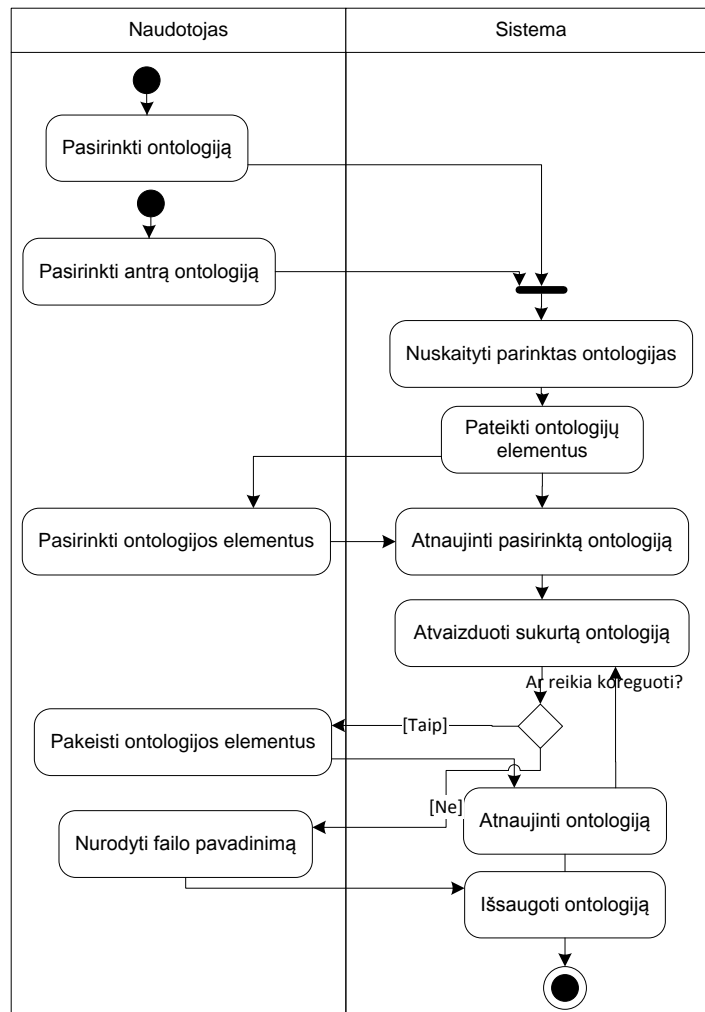 Naudotojas
Sistema
Pasirinkti ontologiją
Pasirinkti antrą ontologiją
Nuskaityti parinktas ontologijas
Pateikti ontologijų
elementus
Pasirinkti ontologijos elementus
Atnaujinti pasirinktą ontologiją
Atvaizduoti sukurtą ontologiją
Ar reikia koreguoti?
[Taip]
Pakeisti ontologijos elementus
[Ne]
Atnaujinti ontologiją
Nurodyti failo pavadinimą
Išsaugoti ontologiją